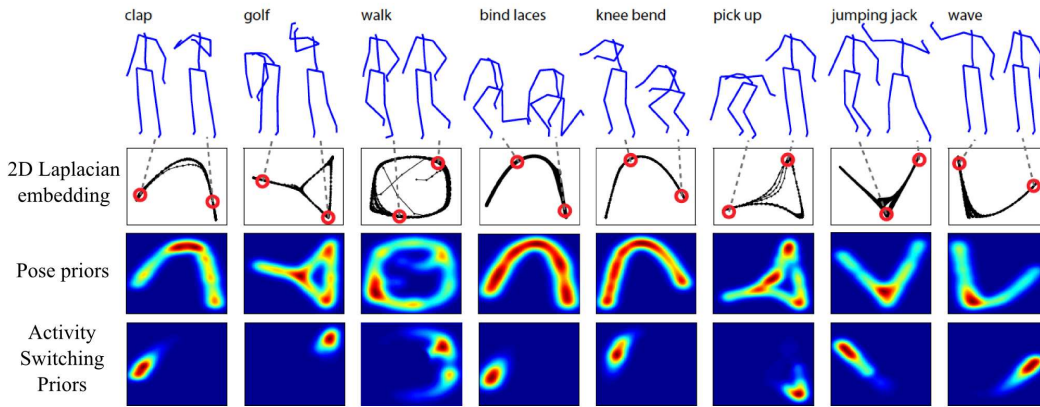 clap golf walk bind laces knee bend pick up jumping jack wave
2D Laplacian
embedding
Pose priors
Activity
Switching
Priors